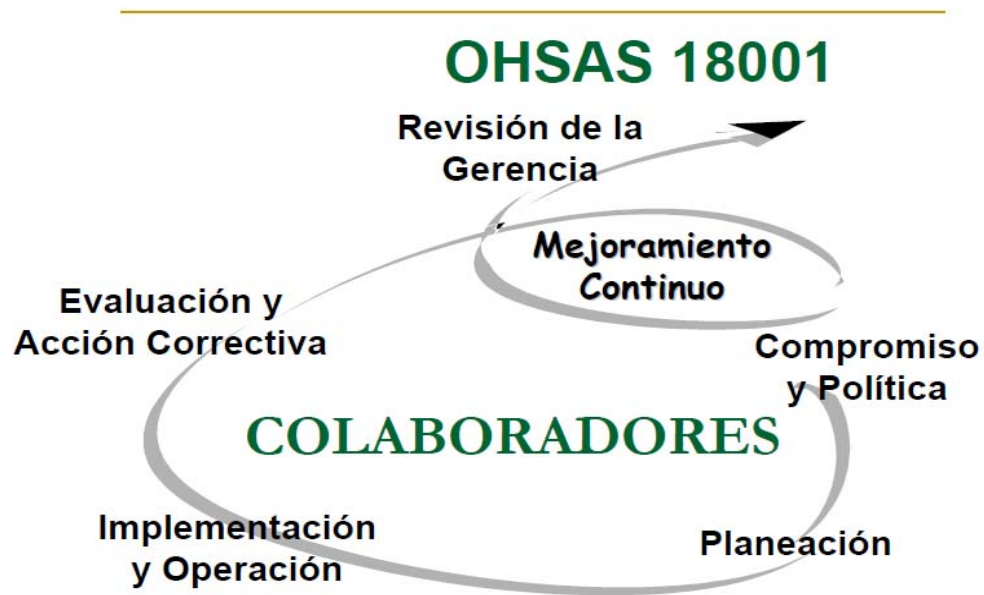 OHSAS 18001
Revisión de la
Gerencia
Mejoramiento
Continuo
Evaluación y
Acción Correctiva
Compromiso
y Política
COLABORADORES
Implementación
y Operación
Planeación